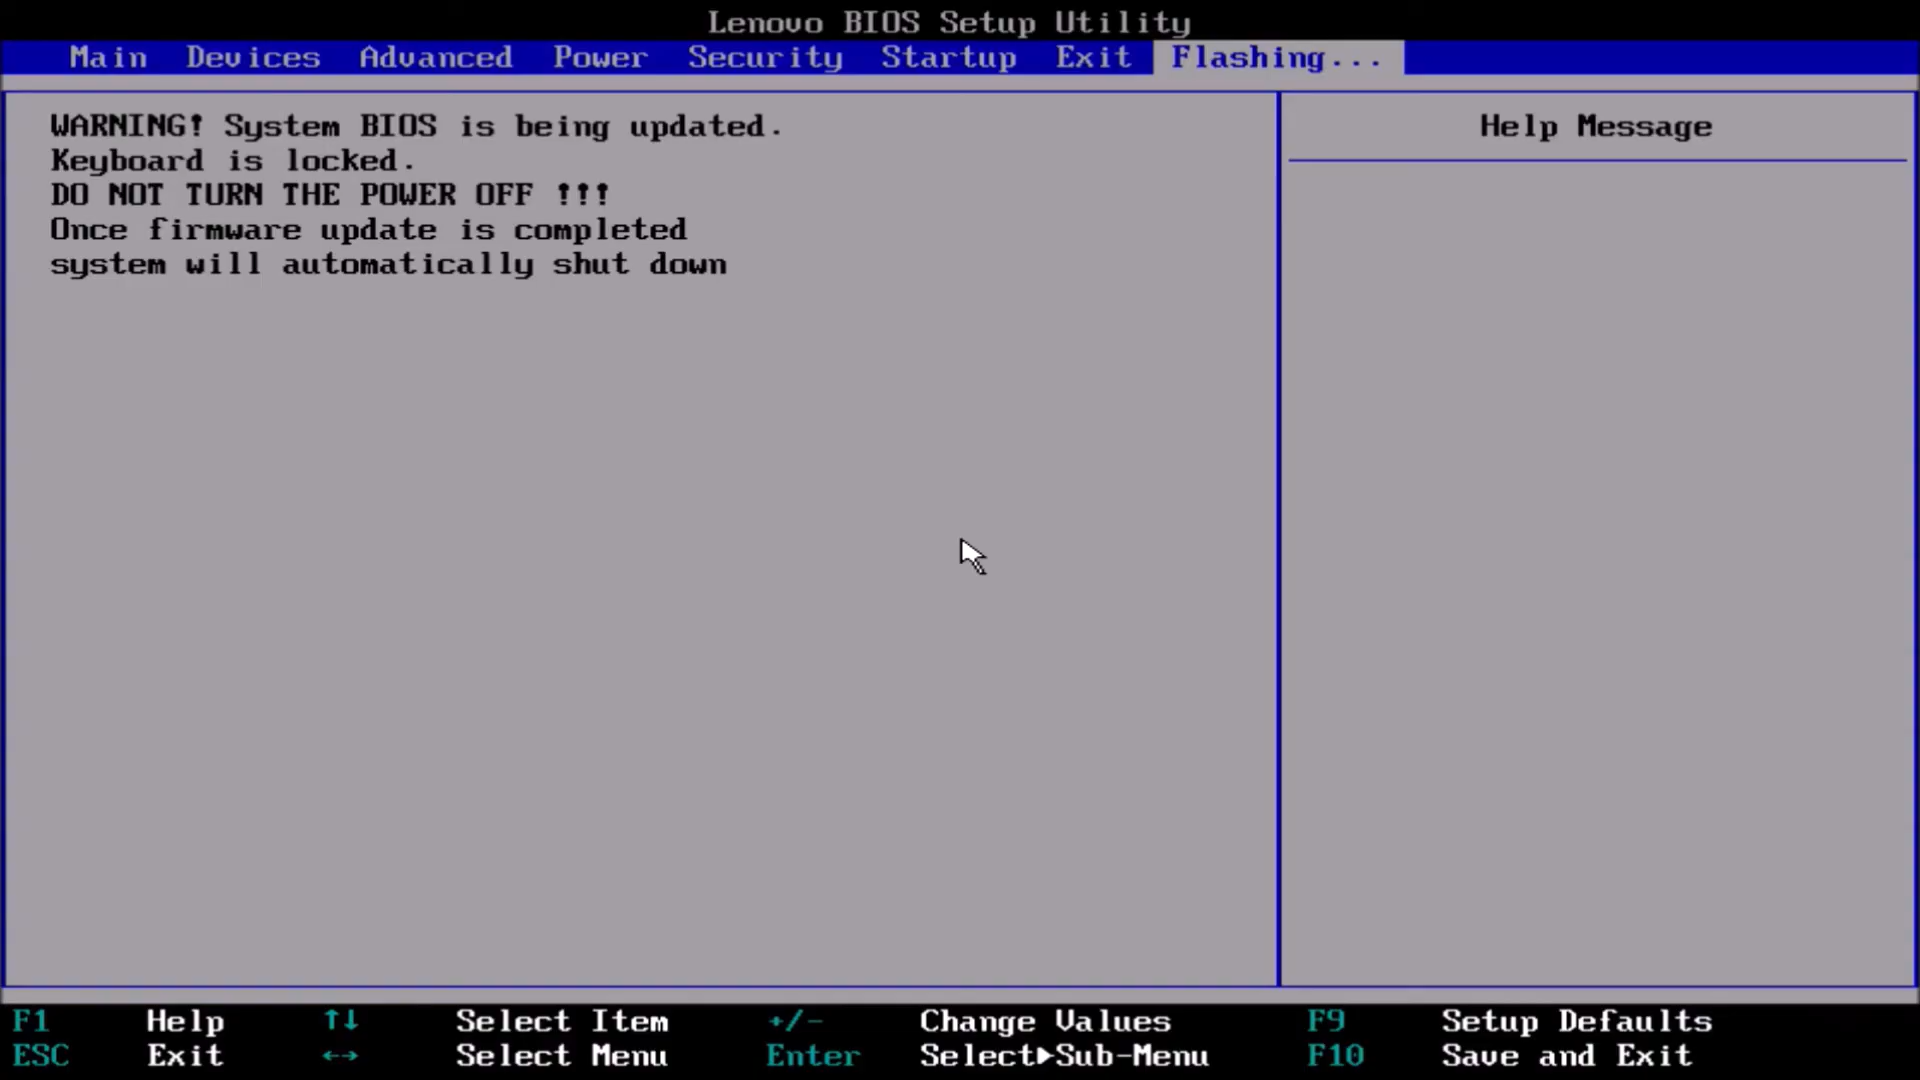 Lenovo BIOS Setup Utility
Main Devices Advanced Power Security Startup Exit Flashing...
WARNING! System BIOS is being updated.
Keyboard is locked.
DO NOT TURN THE POWER OFF !!!
Once firmware update is completed
system will automatically shut down
Help Message
F1 Help ↑↓ Select Item +/- Change Values F9 Setup Defaults
ESC Exit ←→ Select Menu Enter Select▶Sub-Menu F10 Save and Exit